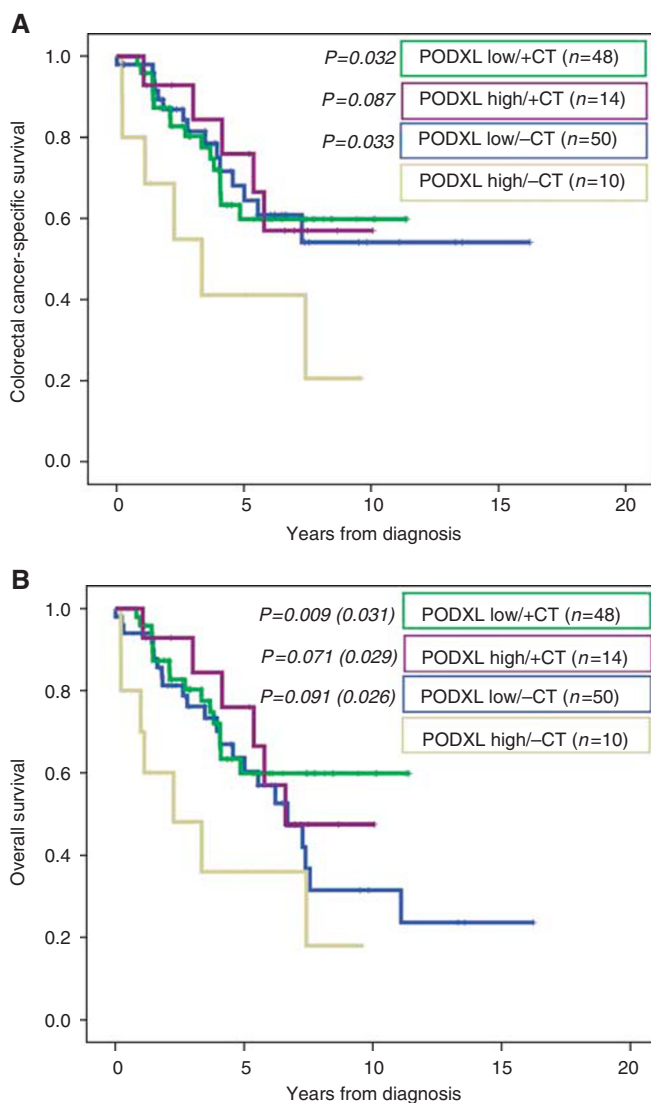 A
Colorectal cancer-specific survival
1.0
0.8
0.6
0.4
0.2
0.0
P=0.032 PODXL low/+CT (n=48)
P=0.087 PODXL high/+CT (n=14)
P=0.033 PODXL low/–CT (n=50)
PODXL high/–CT (n=10)
0 5 10 15 20
Years from diagnosis
B
Overall survival
1.0
0.8
0.6
0.4
0.2
0.0
P=0.009 (0.031) PODXL low/+CT (n=48)
P=0.071 (0.029) PODXL high/+CT (n=14)
P=0.091 (0.026) PODXL low/–CT (n=50)
PODXL high/–CT (n=10)
0 5 10 15 20
Years from diagnosis